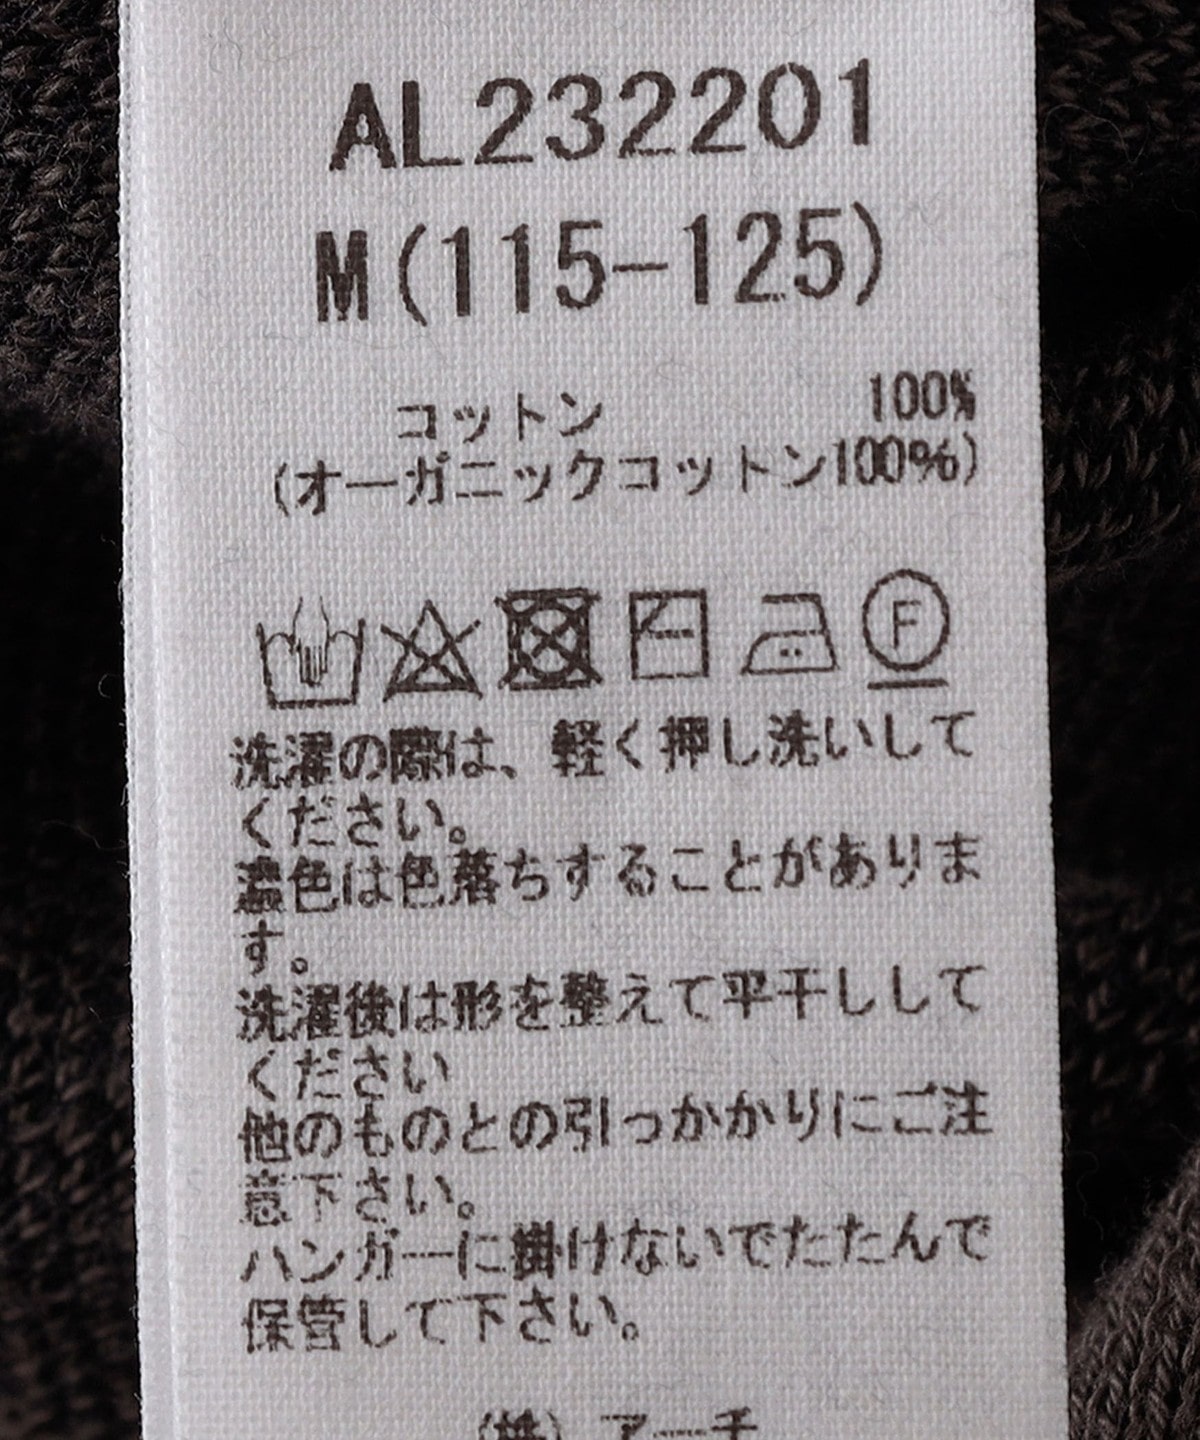 AL232201
M(115-125)
コットン 100%
(オーガニックコットン100%)
F
洗濯の際は、軽く押し洗いして
ください。
濃色は色落ちすることがありま
す。
洗濯後は形を整えて平干しして
ください
他のものとの引っかかりにご注
意下さい。
ハンガーに掛けないでたたんで
保管して下さい。
(株)アーチ